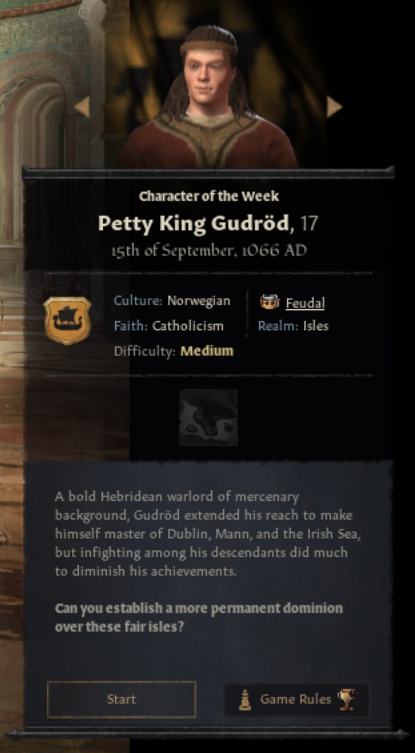 Character of the Week
Petty King Gudröd, 17
15th of September, 1066 AD
Culture: Norwegian
Faith: Catholicism
Difficulty: Medium
Feudal
Realm: Isles
A bold Hebridean warlord of mercenary
background, Gudröd extended his reach to make
himself master of Dublin, Mann, and the Irish Sea,
but infighting among his descendants did much
to diminish his achievements.
Can you establish a more permanent dominion
over these fair isles?
Start
Game Rules